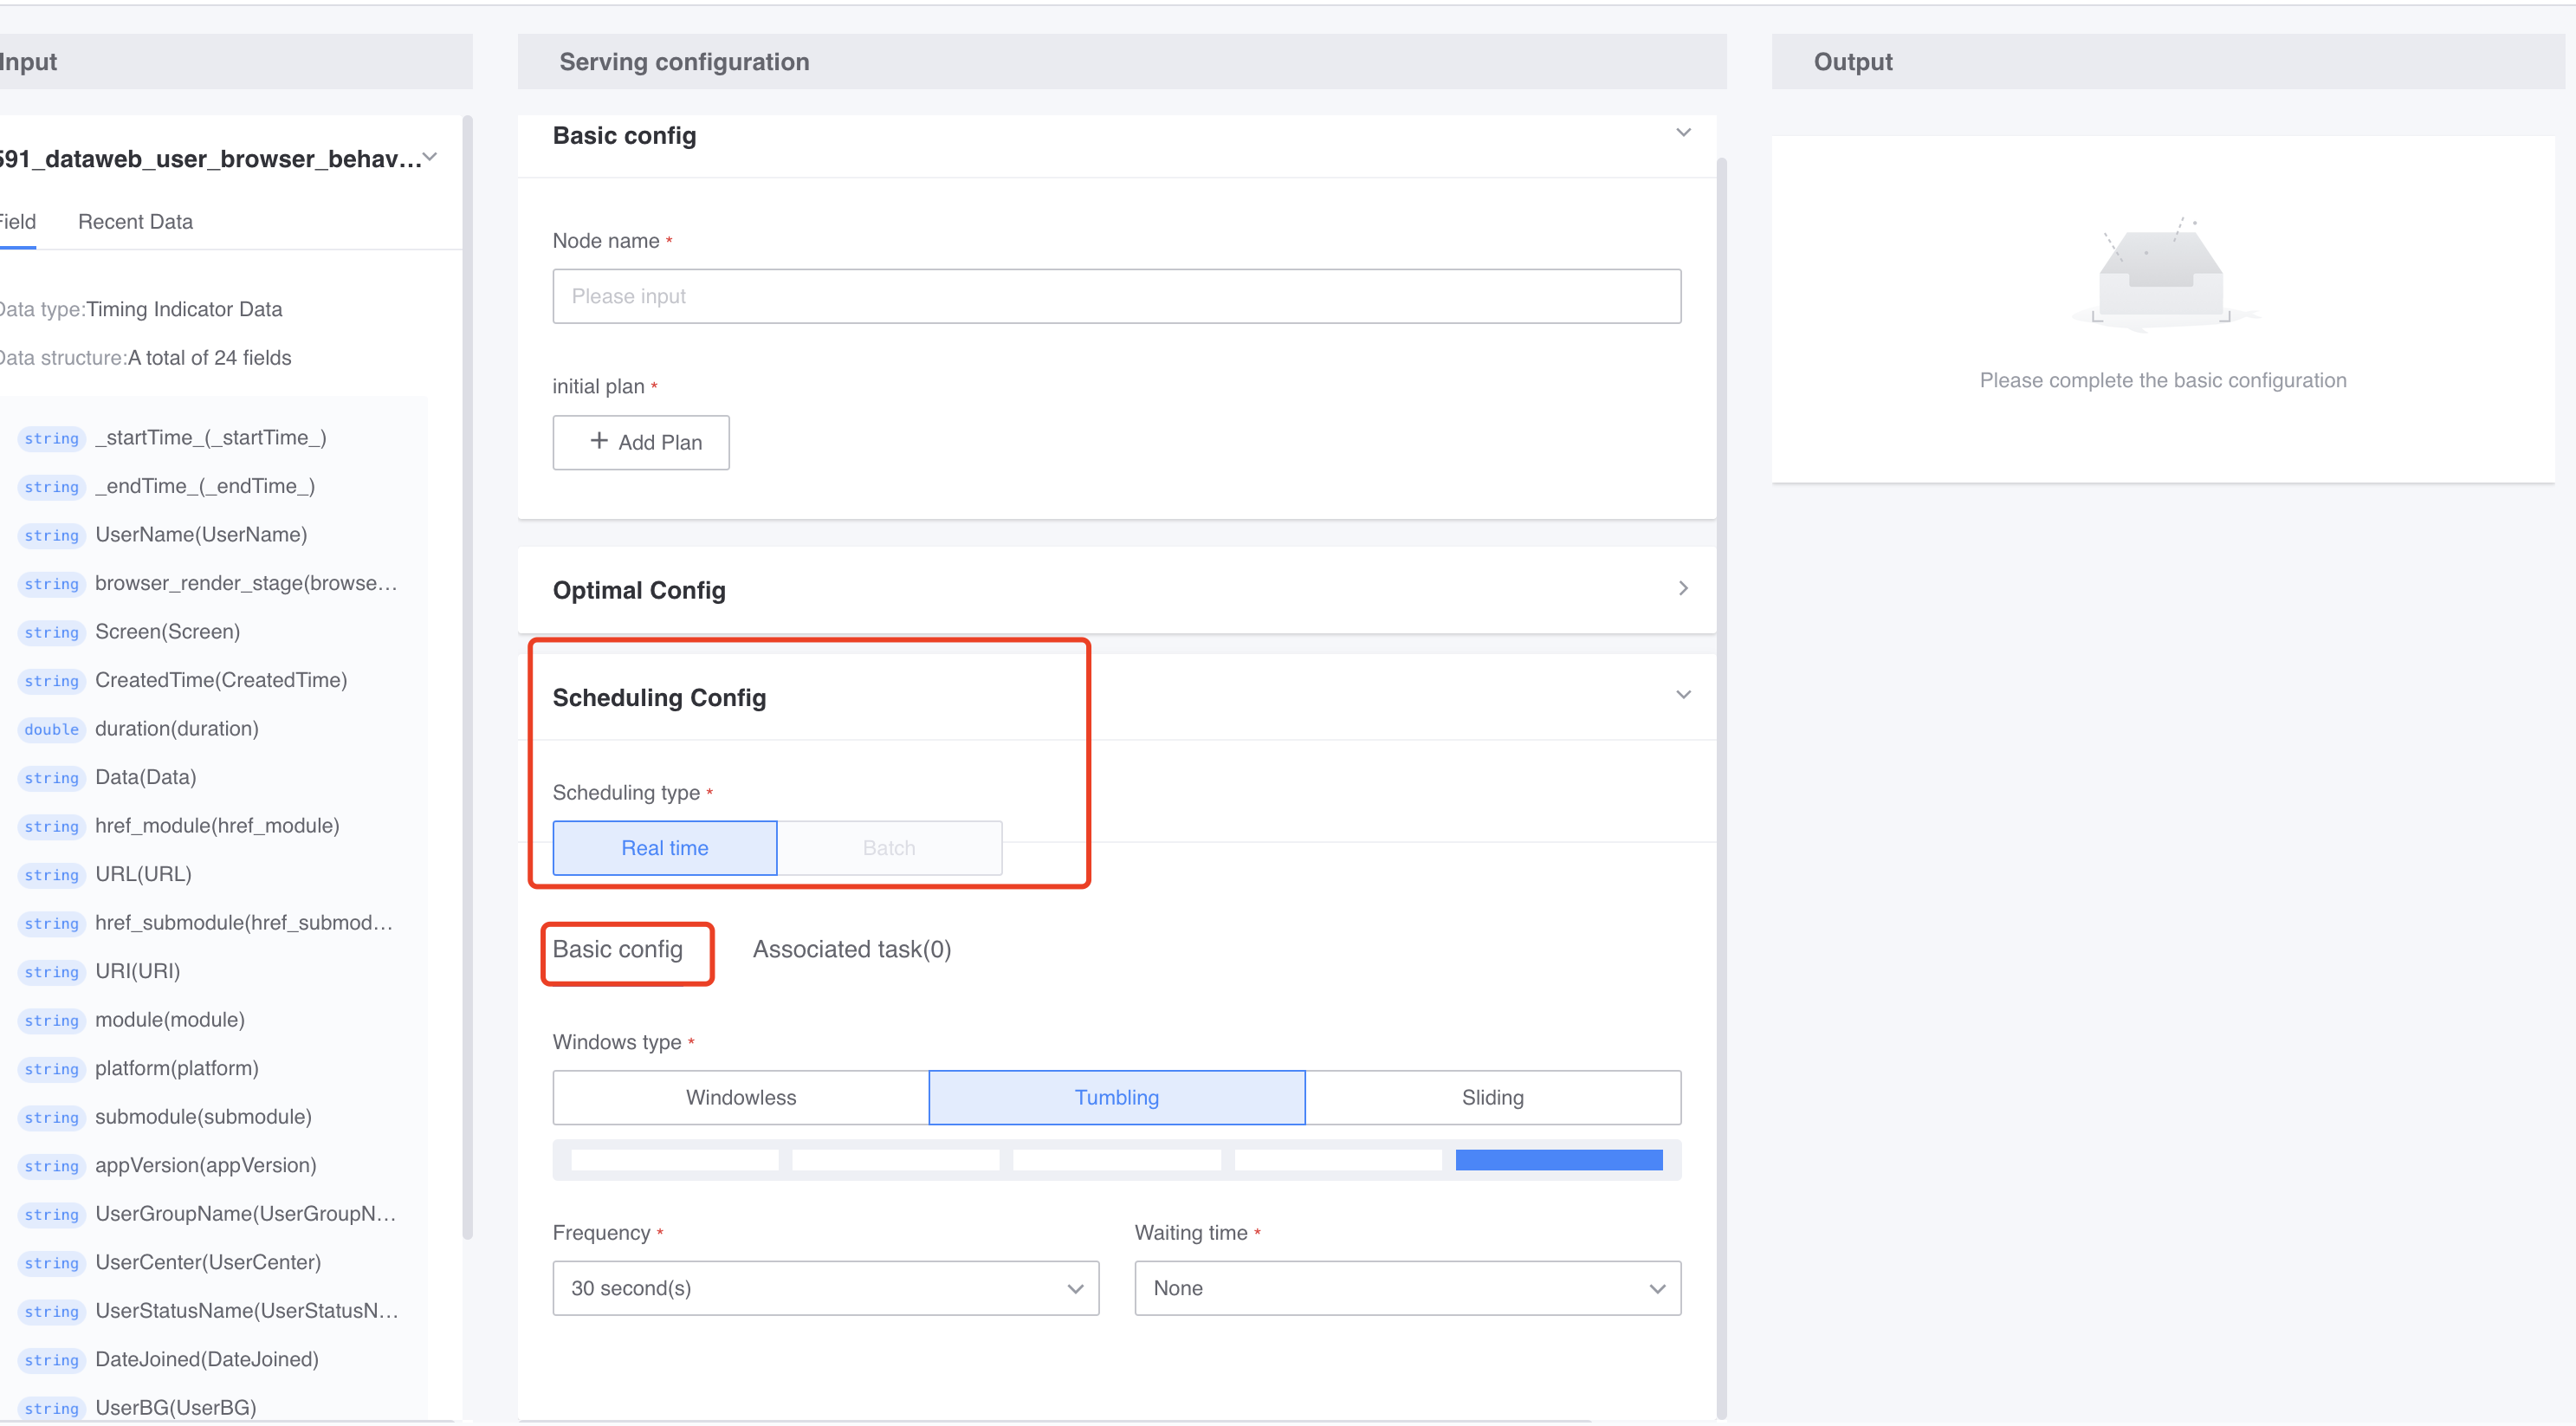 Input
591_dataweb_user_browser_behav...
Field
Recent Data
Data type:Timing Indicator Data
Data structure:A total of 24 fields
string _startTime_(_startTime_)
string _endTime_(_endTime_)
string UserName(UserName)
string browser_render_stage(browse...
string Screen(Screen)
string CreatedTime(CreatedTime)
double duration(duration)
string Data(Data)
string href_module(href_module)
string URL(URL)
string href_submodule(href_submod...
string URI(URI)
string module(module)
string platform(platform)
string submodule(submodule)
string appVersion(appVersion)
string UserGroupName(UserGroupN...
string UserCenter(UserCenter)
string UserStatusName(UserStatusN...
string DateJoined(DateJoined)
string UserBG(UserBG)
Serving configuration
Basic config
Node name *
Please input
initial plan *
+ Add Plan
Optimal Config
Scheduling Config
Scheduling type *
Real time
Batch
Basic config
Associated task(0)
Windows type *
Windowless
Tumbling
Sliding
Frequency *
Waiting time *
30 second(s)
None
Output
Please complete the basic configuration